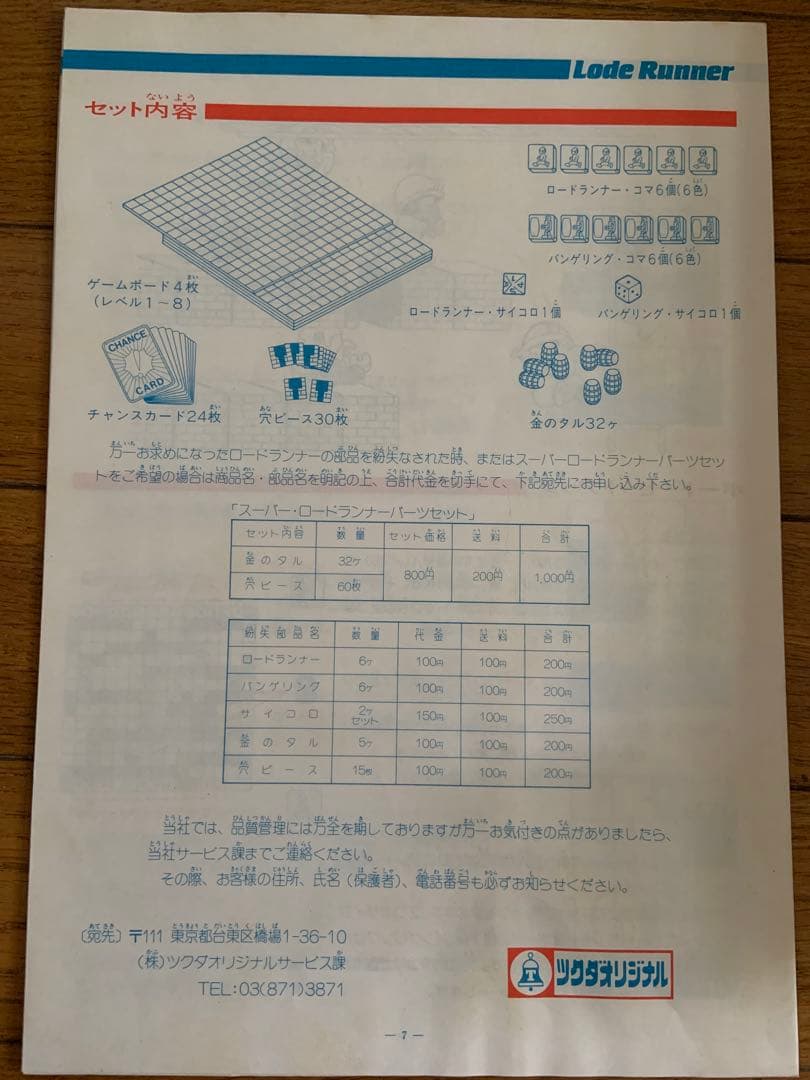 Lode Runner
セット内容
ないよう
ゲームボード4枚
(レベル1〜8)
ロードランナー・コマ6個(6色)
バンゲリング・コマ6個(6色)
ロードランナー・サイコロ1個
バンゲリング・サイコロ1個
CHANCE
CARD
チャンスカード24枚
穴ピース30枚
金のタル32ヶ
万一お求めになったロードランナーの部品を紛失なされた時、またはスーパーロードランナーパーツセッ
トをご希望の場合は商品名・部品名を明記の上、合計代金を切手にて、下記宛先にお申し込み下さい。
「スーパー・ロードランナーパーツセット」
セット内容 数量 セット価格 送料 合計
金のタル 32ヶ 800円 200円 1,000円
穴ピース 60枚
紛失部品名 数量 代金 送料 合計
ロードランナー 6ヶ 100円 100円 200円
バンゲリング 6ヶ 100円 100円 200円
サイコロ 2ヶセット 150円 100円 250円
金のタル 5ヶ 100円 100円 200円
穴ピース 15枚 100円 100円 200円
当社では、品質管理には万全を期しておりますが万一お気付きの点がありましたら、
当社サービス課までご連絡ください。
その際、お客様の住所、氏名(保護者)、電話番号も必ずお知らせください。
〔宛先〕〒111 東京都台東区橋場1-36-10
(株)ツクダオリジナルサービス課
TEL:03(871)3871
T
ツクダオリジナル
— 7 —